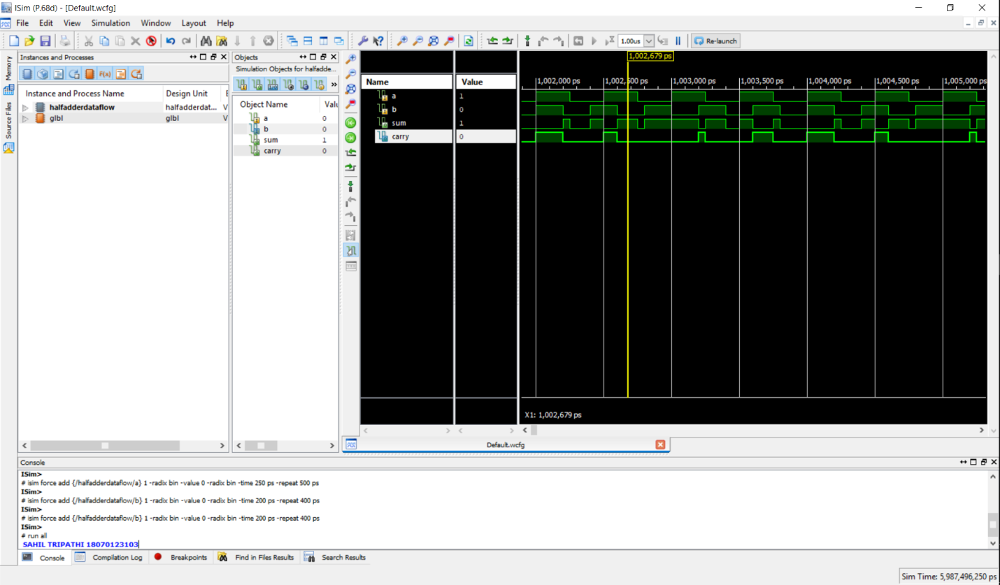 ISim (P.68d) - [Default.wcfg]
File Edit View Simulation Window Layout Help
1.00us Re-launch
Memory
Source Files
Instances and Processes
Instance and Process Name Design Unit
halfadderdataflow halfadderdat... V
glbl glbl V
Objects
Simulation Objects for halfadde...
Object Name Valu
a 0
b 0
sum 1
carry 0
Name Value
a 1
b 0
sum 1
carry 0
1,002,679 ps
1,002,000 ps 1,002,500 ps 1,003,000 ps 1,003,500 ps 1,004,000 ps 1,004,500 ps 1,005,000 ps
X1: 1,002,679 ps
Default.wcfg
Console
ISim>
# isim force add {/halfadderdataflow/a} 1 -radix bin -value 0 -radix bin -time 250 ps -repeat 500 ps
ISim>
# isim force add {/halfadderdataflow/b} 1 -radix bin -value 0 -radix bin -time 200 ps -repeat 400 ps
ISim>
# isim force add {/halfadderdataflow/b} 1 -radix bin -value 0 -radix bin -time 200 ps -repeat 400 ps
ISim>
# run all
SAHIL TRIPATHI 18070123103
Console Compilation Log Breakpoints Find in Files Results Search Results
Sim Time: 5,987,496,250 ps